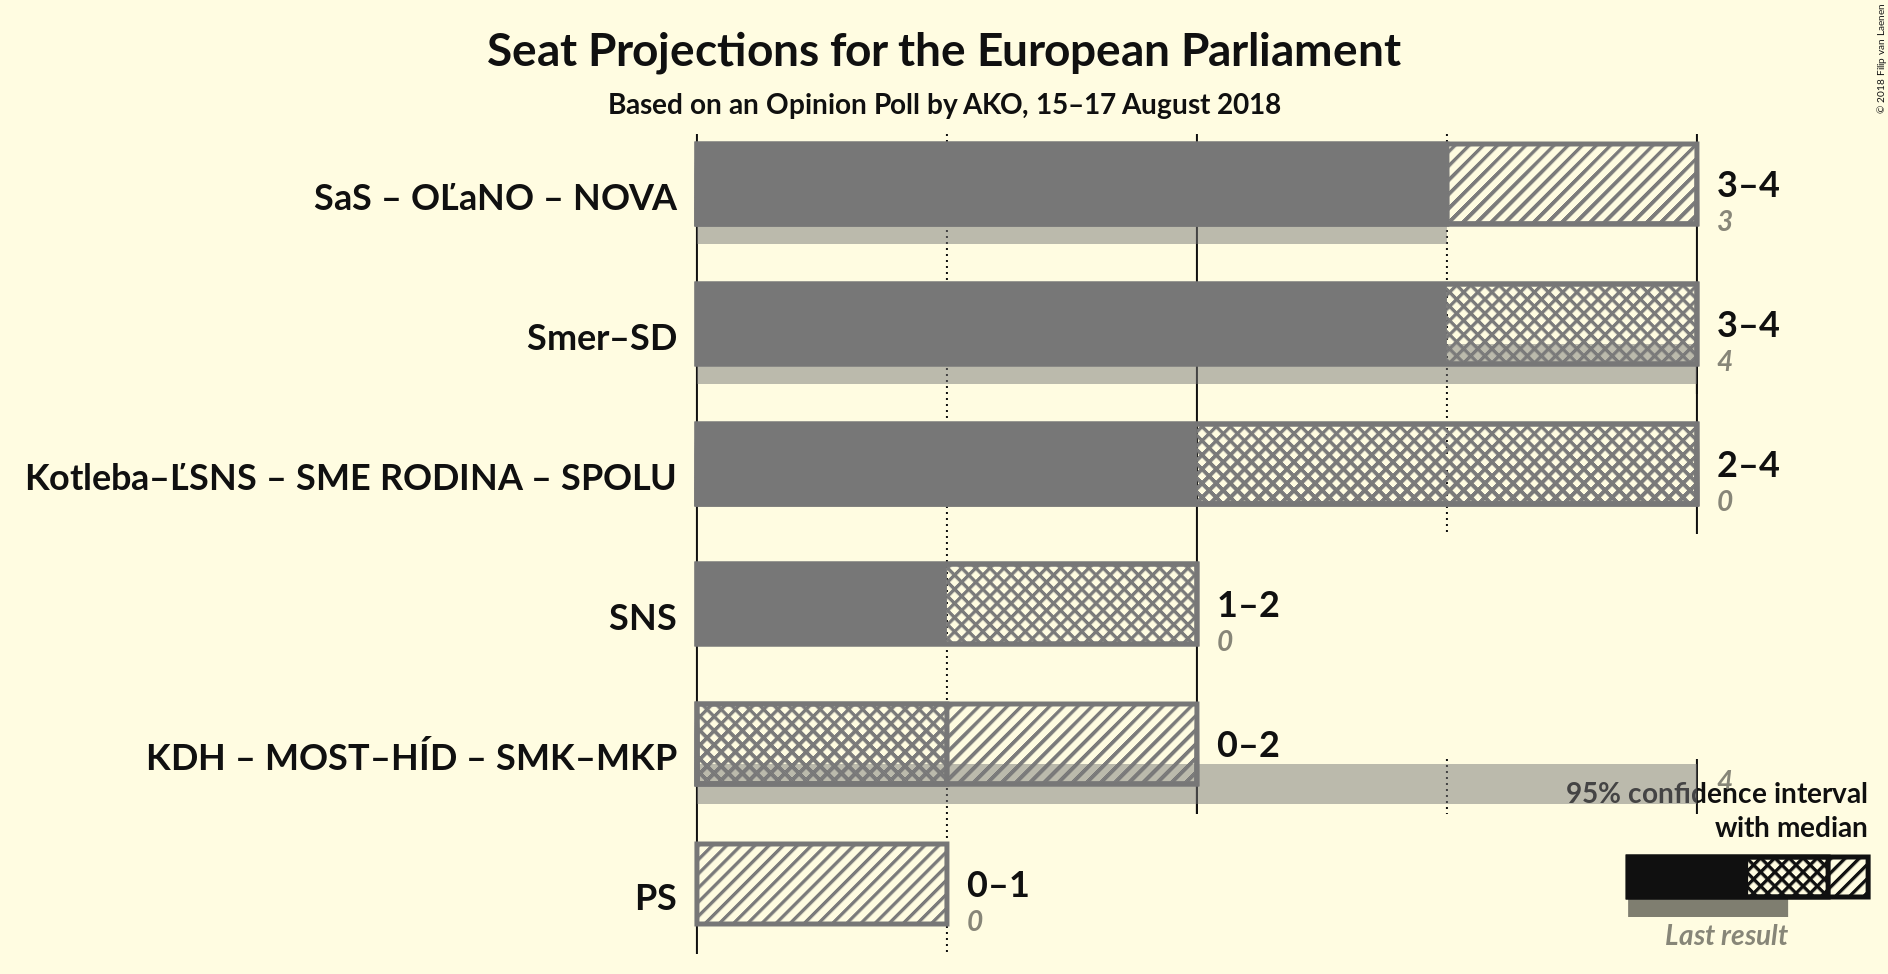 Seat Projections for the European Parliament
Based on an Opinion Poll by AKO, 15–17 August 2018
© 2018 Filip van Laenen
SaS – OĽaNO – NOVA
3–4
3
Smer–SD
3–4
4
Kotleba–ĽSNS – SME RODINA – SPOLU
2–4
0
SNS
1–2
0
KDH – MOST–HÍD – SMK–MKP
0–2
4
PS
0–1
0
95% confidence interval
with median
Last result